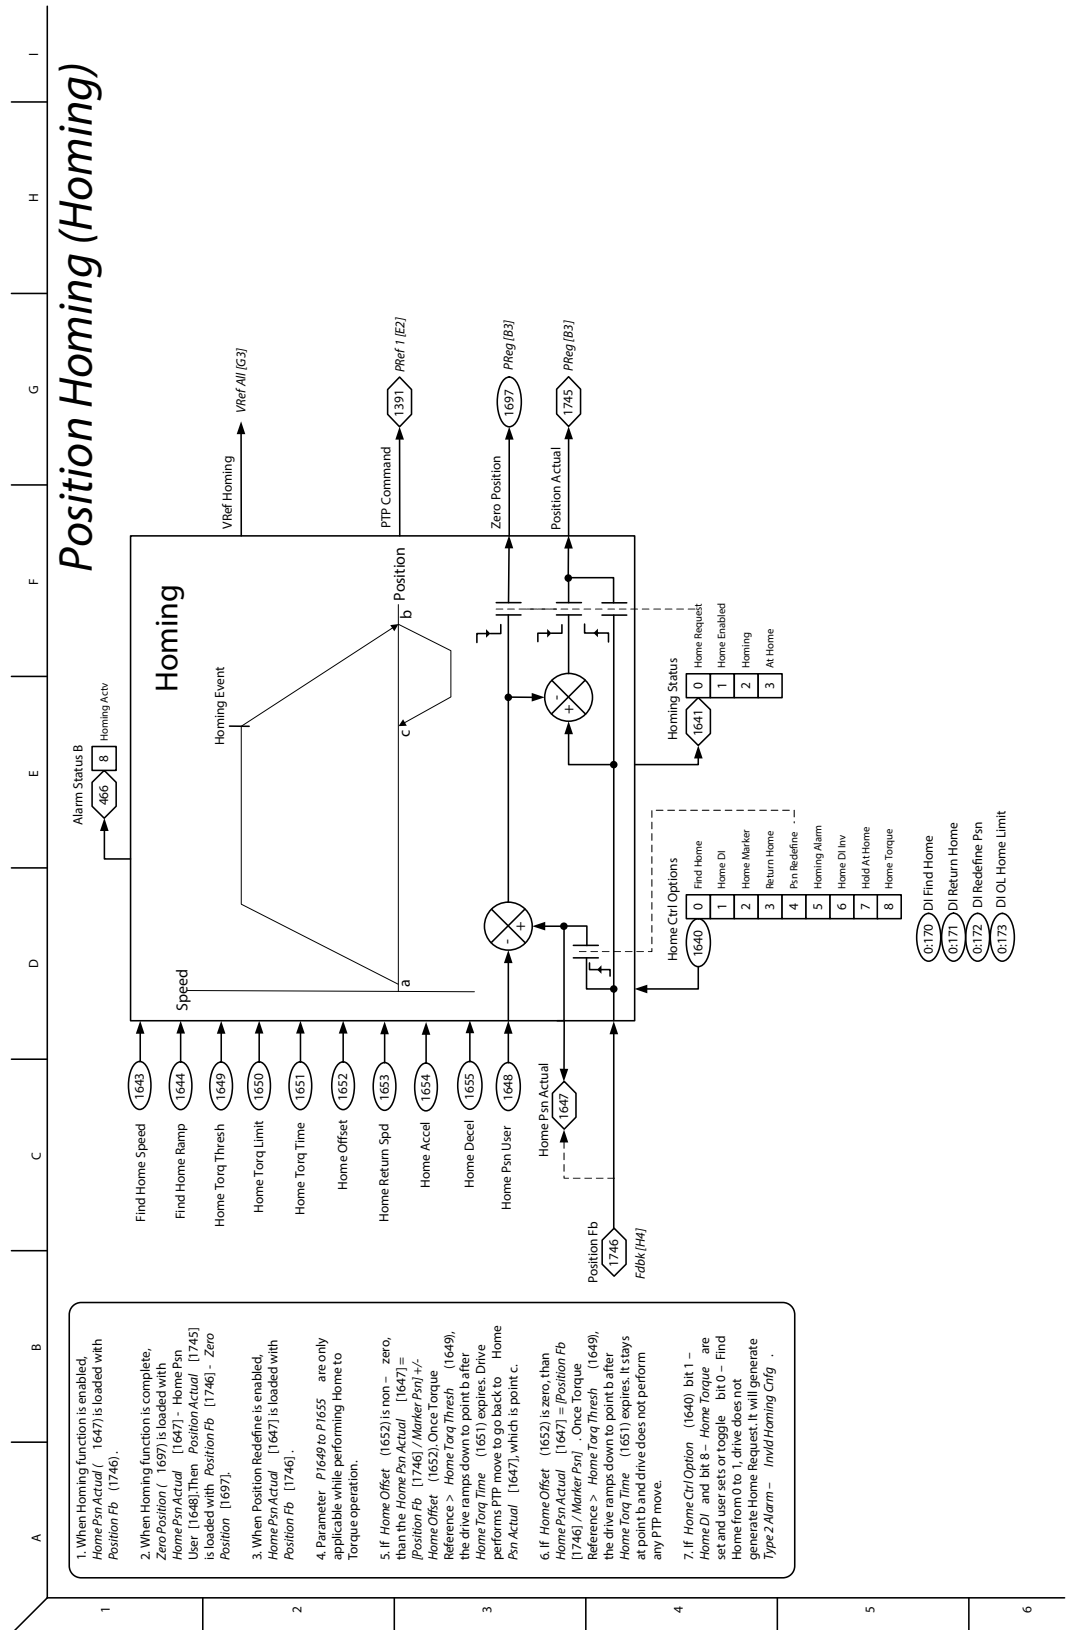 Position Homing (Homing)
A
B
C
D
E
F
G
H
I
1
2
3
4
5
6
1. When Homing function is enabled,
Home Psn Actual ( 1647) is loaded with
Position Fb (1746) .
2. When Homing function is complete,
Zero Position ( 1697) is loaded with
Home Psn Actual [1647] - Home Psn
User [1648].Then Position Actual [1745]
is loaded with Position Fb [1746] - Zero
Position [1697].
3. When Position Redefine is enabled,
Home Psn Actual [1647] is loaded with
Position Fb [1746] .
4. Parameter P1649 to P1655 are only
applicable while performing Home to
Torque operation.
5. If Home Offset (1652) is non – zero,
than the Home Psn Actual [1647] =
[Position Fb [1746] / Marker Psn] +/-
Home Offset (1652). Once Torque
Reference > Home Torq Thresh (1649),
the drive ramps down to point b after
Home Torq Time (1651) expires. Drive
performs PTP move to go back to Home
Psn Actual [1647], which is point c.
6. If Home Offset (1652) is zero, than
Home Psn Actual [1647] = [Position Fb
[1746] / Marker Psn] . Once Torque
Reference > Home Torq Thresh (1649),
the drive ramps down to point b after
Home Torq Time (1651) expires. It stays
at point b and drive does not perform
any PTP move.
7. If Home Ctrl Option (1640) bit 1 –
Home DI and bit 8 – Home Torque are
set and user sets or toggle bit 0 – Find
Home from 0 to 1, drive does not
generate Home Request. It will generate
Type 2 Alarm – Invld Homing Cnfg .
Find Home Speed
1643
Find Home Ramp
1644
Home Torq Thresh
1649
Home Torq Limit
1650
Home Torq Time
1651
Home Offset
1652
Home Return Spd
1653
Home Accel
1654
Home Decel
1655
Home Psn User
1648
Home Psn Actual
1647
Position Fb
1746
Fdbk [H4]
Alarm Status B
466
8
Homing Actv
Homing
Speed
Homing Event
Position
a
b
c
-
+
-
+
VRef Homing
VRef All [G3]
PTP Command
1391
PRef 1 [E2]
Zero Position
1697
PReg [B3]
Position Actual
1745
PReg [B3]
Home Ctrl Options
1640
0 Find Home
1 Home DI
2 Home Marker
3 Return Home
4 Psn Redefine
5 Homing Alarm
6 Home DI Inv
7 Hold At Home
8 Home Torque
Homing Status
1641
0 Home Request
1 Home Enabled
2 Homing
3 At Home
0:170 DI Find Home
0:171 DI Return Home
0:172 DI Redefine Psn
0:173 DI OL Home Limit